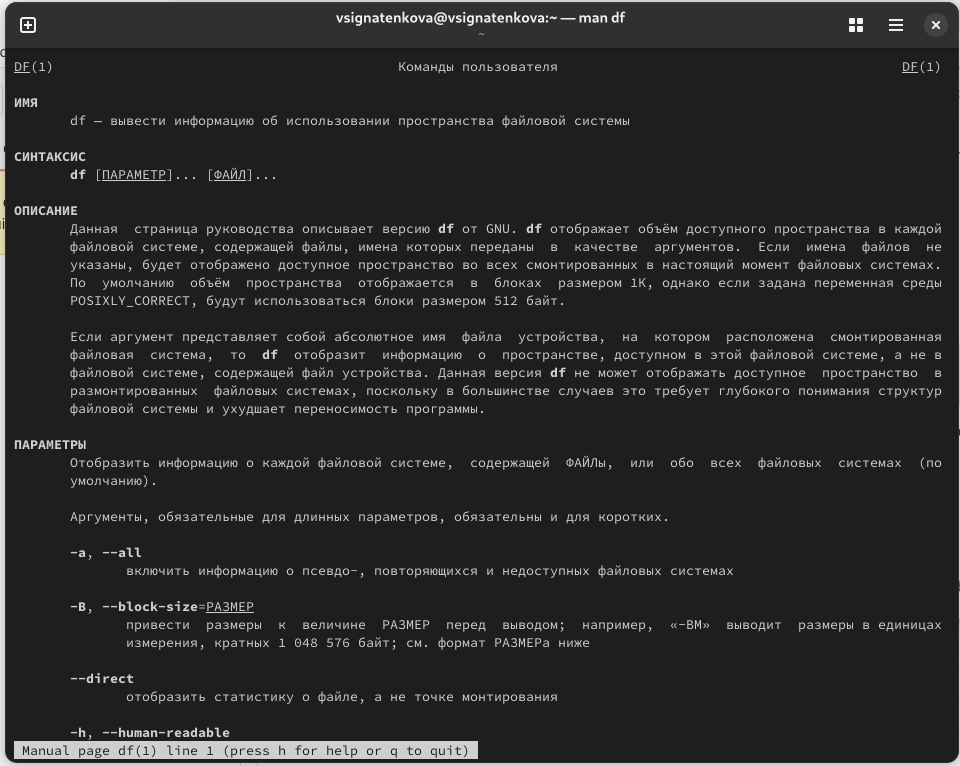 vsignatenkova@vsignatenkova:~ — man df
~
DF(1) Команды пользователя DF(1)
ИМЯ
df — вывести информацию об использовании пространства файловой системы
СИНТАКСИС
df [ПАРАМЕТР]... [ФАЙЛ]...
ОПИСАНИЕ
Данная страница руководства описывает версию df от GNU. df отображает объём доступного пространства в каждой
файловой системе, содержащей файлы, имена которых переданы в качестве аргументов. Если имена файлов не
указаны, будет отображено доступное пространство во всех смонтированных в настоящий момент файловых системах.
По умолчанию объём пространства отображается в блоках размером 1K, однако если задана переменная среды
POSIXLY_CORRECT, будут использоваться блоки размером 512 байт.
Если аргумент представляет собой абсолютное имя файла устройства, на котором расположена смонтированная
файловая система, то df отобразит информацию о пространстве, доступном в этой файловой системе, а не в
файловой системе, содержащей файл устройства. Данная версия df не может отображать доступное пространство в
размонтированных файловых системах, поскольку в большинстве случаев это требует глубокого понимания структур
файловой системы и ухудшает переносимость программы.
ПАРАМЕТРЫ
Отобразить информацию о каждой файловой системе, содержащей ФАЙЛы, или обо всех файловых системах (по
умолчанию).
Аргументы, обязательные для длинных параметров, обязательны и для коротких.
-a, --all
включить информацию о псевдо-, повторяющихся и недоступных файловых системах
-B, --block-size=РАЗМЕР
привести размеры к величине РАЗМЕР перед выводом; например, «-BM» выводит размеры в единицах
измерения, кратных 1 048 576 байт; см. формат РАЗМЕРа ниже
--direct
отобразить статистику о файле, а не точке монтирования
-h, --human-readable
Manual page df(1) line 1 (press h for help or q to quit)